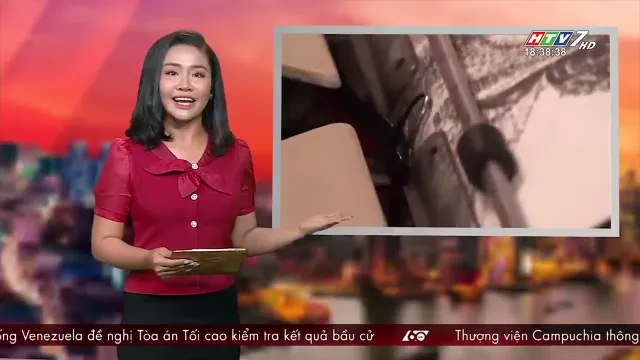 HTV7 HD
18:38:38
ống Venezuela đề nghị Tòa án Tối cao kiểm tra kết quả bầu cử 60 Thượng viện Campuchia thông